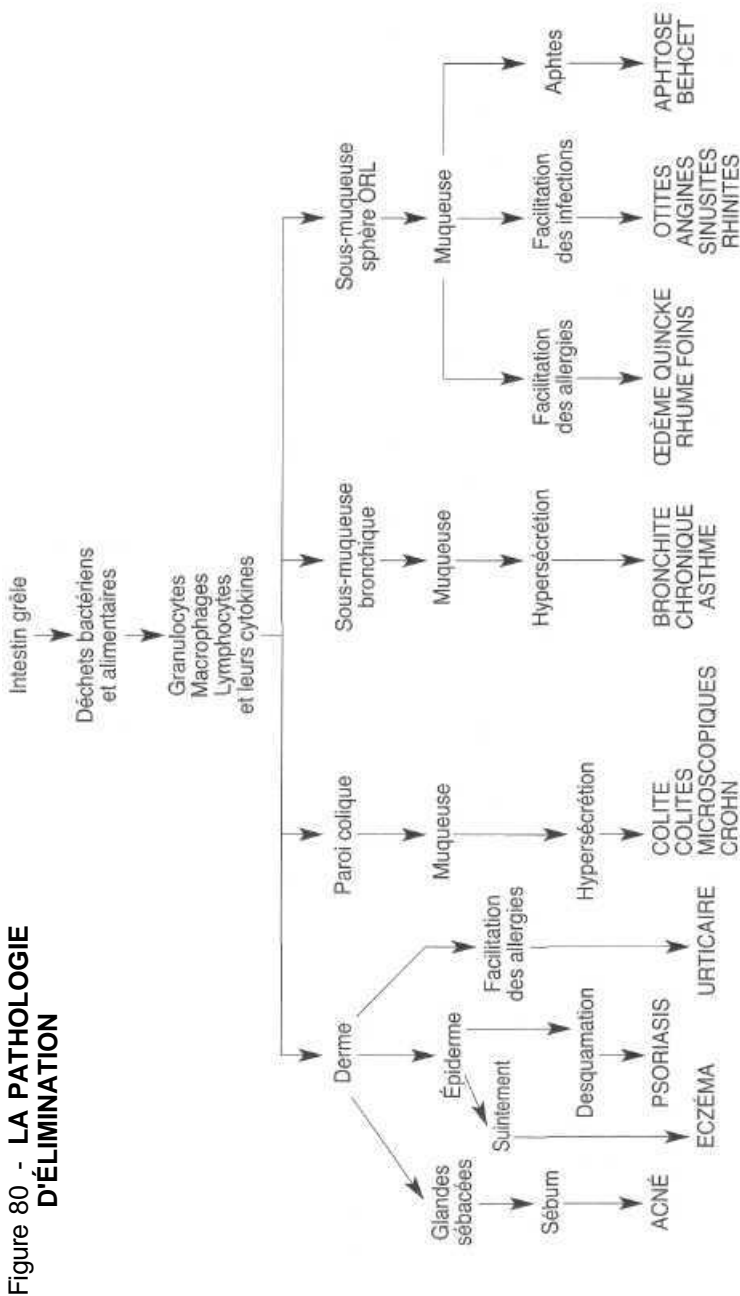 Figure 80 - LA PATHOLOGIE
D'ÉLIMINATION
Intestin grêle
Déchets bactériens
et alimentaires
Granulocytes
Macrophages
Lymphocytes
et leurs cytokines
Derme
Paroi colique
Sous-muqueuse
bronchique
Sous-muqueuse
sphère ORL
Glandes
sébacées
Épiderme
Facilitation
des allergies
Muqueuse
Muqueuse
Muqueuse
Sébum
Suintement
Desquamation
Hypersécrétion
Hypersécrétion
Facilitation
des allergies
Facilitation
des infections
Aphtes
ACNÉ
ECZÉMA
PSORIASIS
URTICAIRE
COLITE
COLITES
MICROSCOPIQUES
CROHN
BRONCHITE
CHRONIQUE
ASTHME
ŒDÈME QUINCKE
RHUME FOINS
OTITES
ANGINES
SINUSITES
RHINITES
APHTOSE
BEHCET